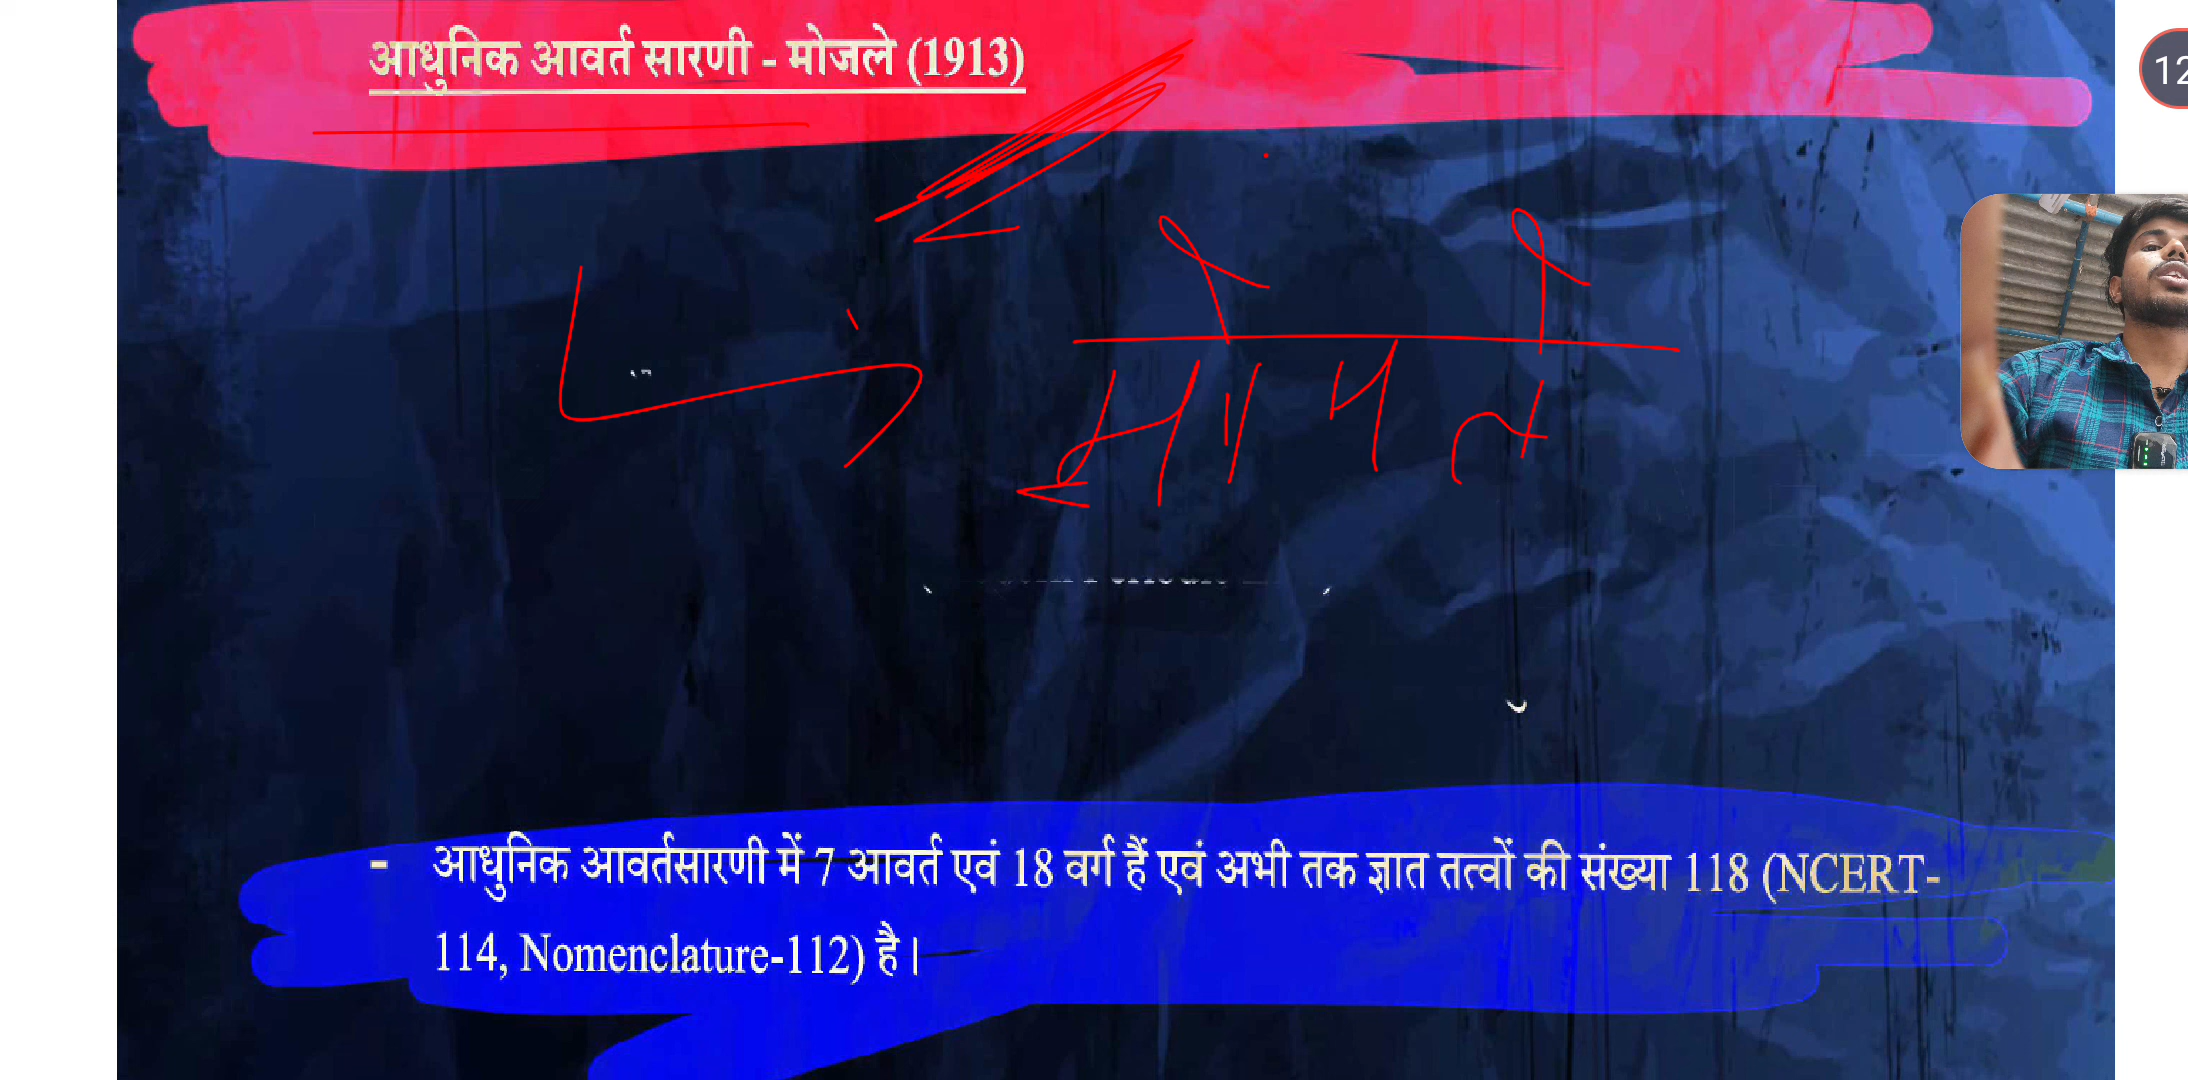 आधुनिक आवर्त सारणी - मोजले (1913)
12
- आधुनिक आवर्तसारणी में 7 आवर्त एवं 18 वर्ग हैं एवं अभी तक ज्ञात तत्वों की संख्या 118 (NCERT-
114, Nomenclature-112) है।